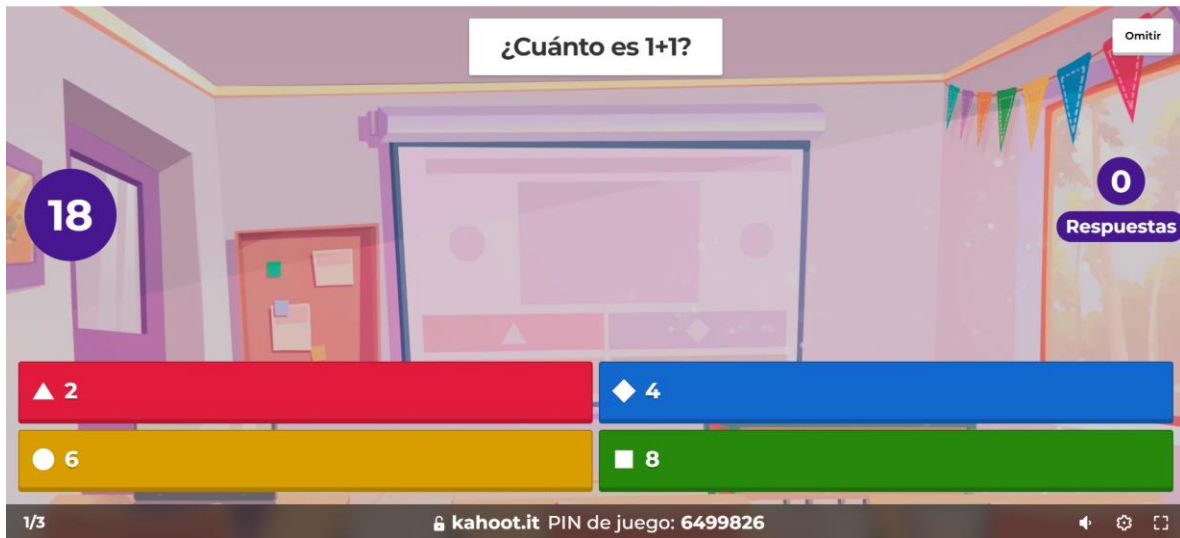 ¿Cuánto es 1+1?
Omitir
18
0
Respuestas
2
4
6
8
1/3
kahoot.it PIN de juego: 6499826